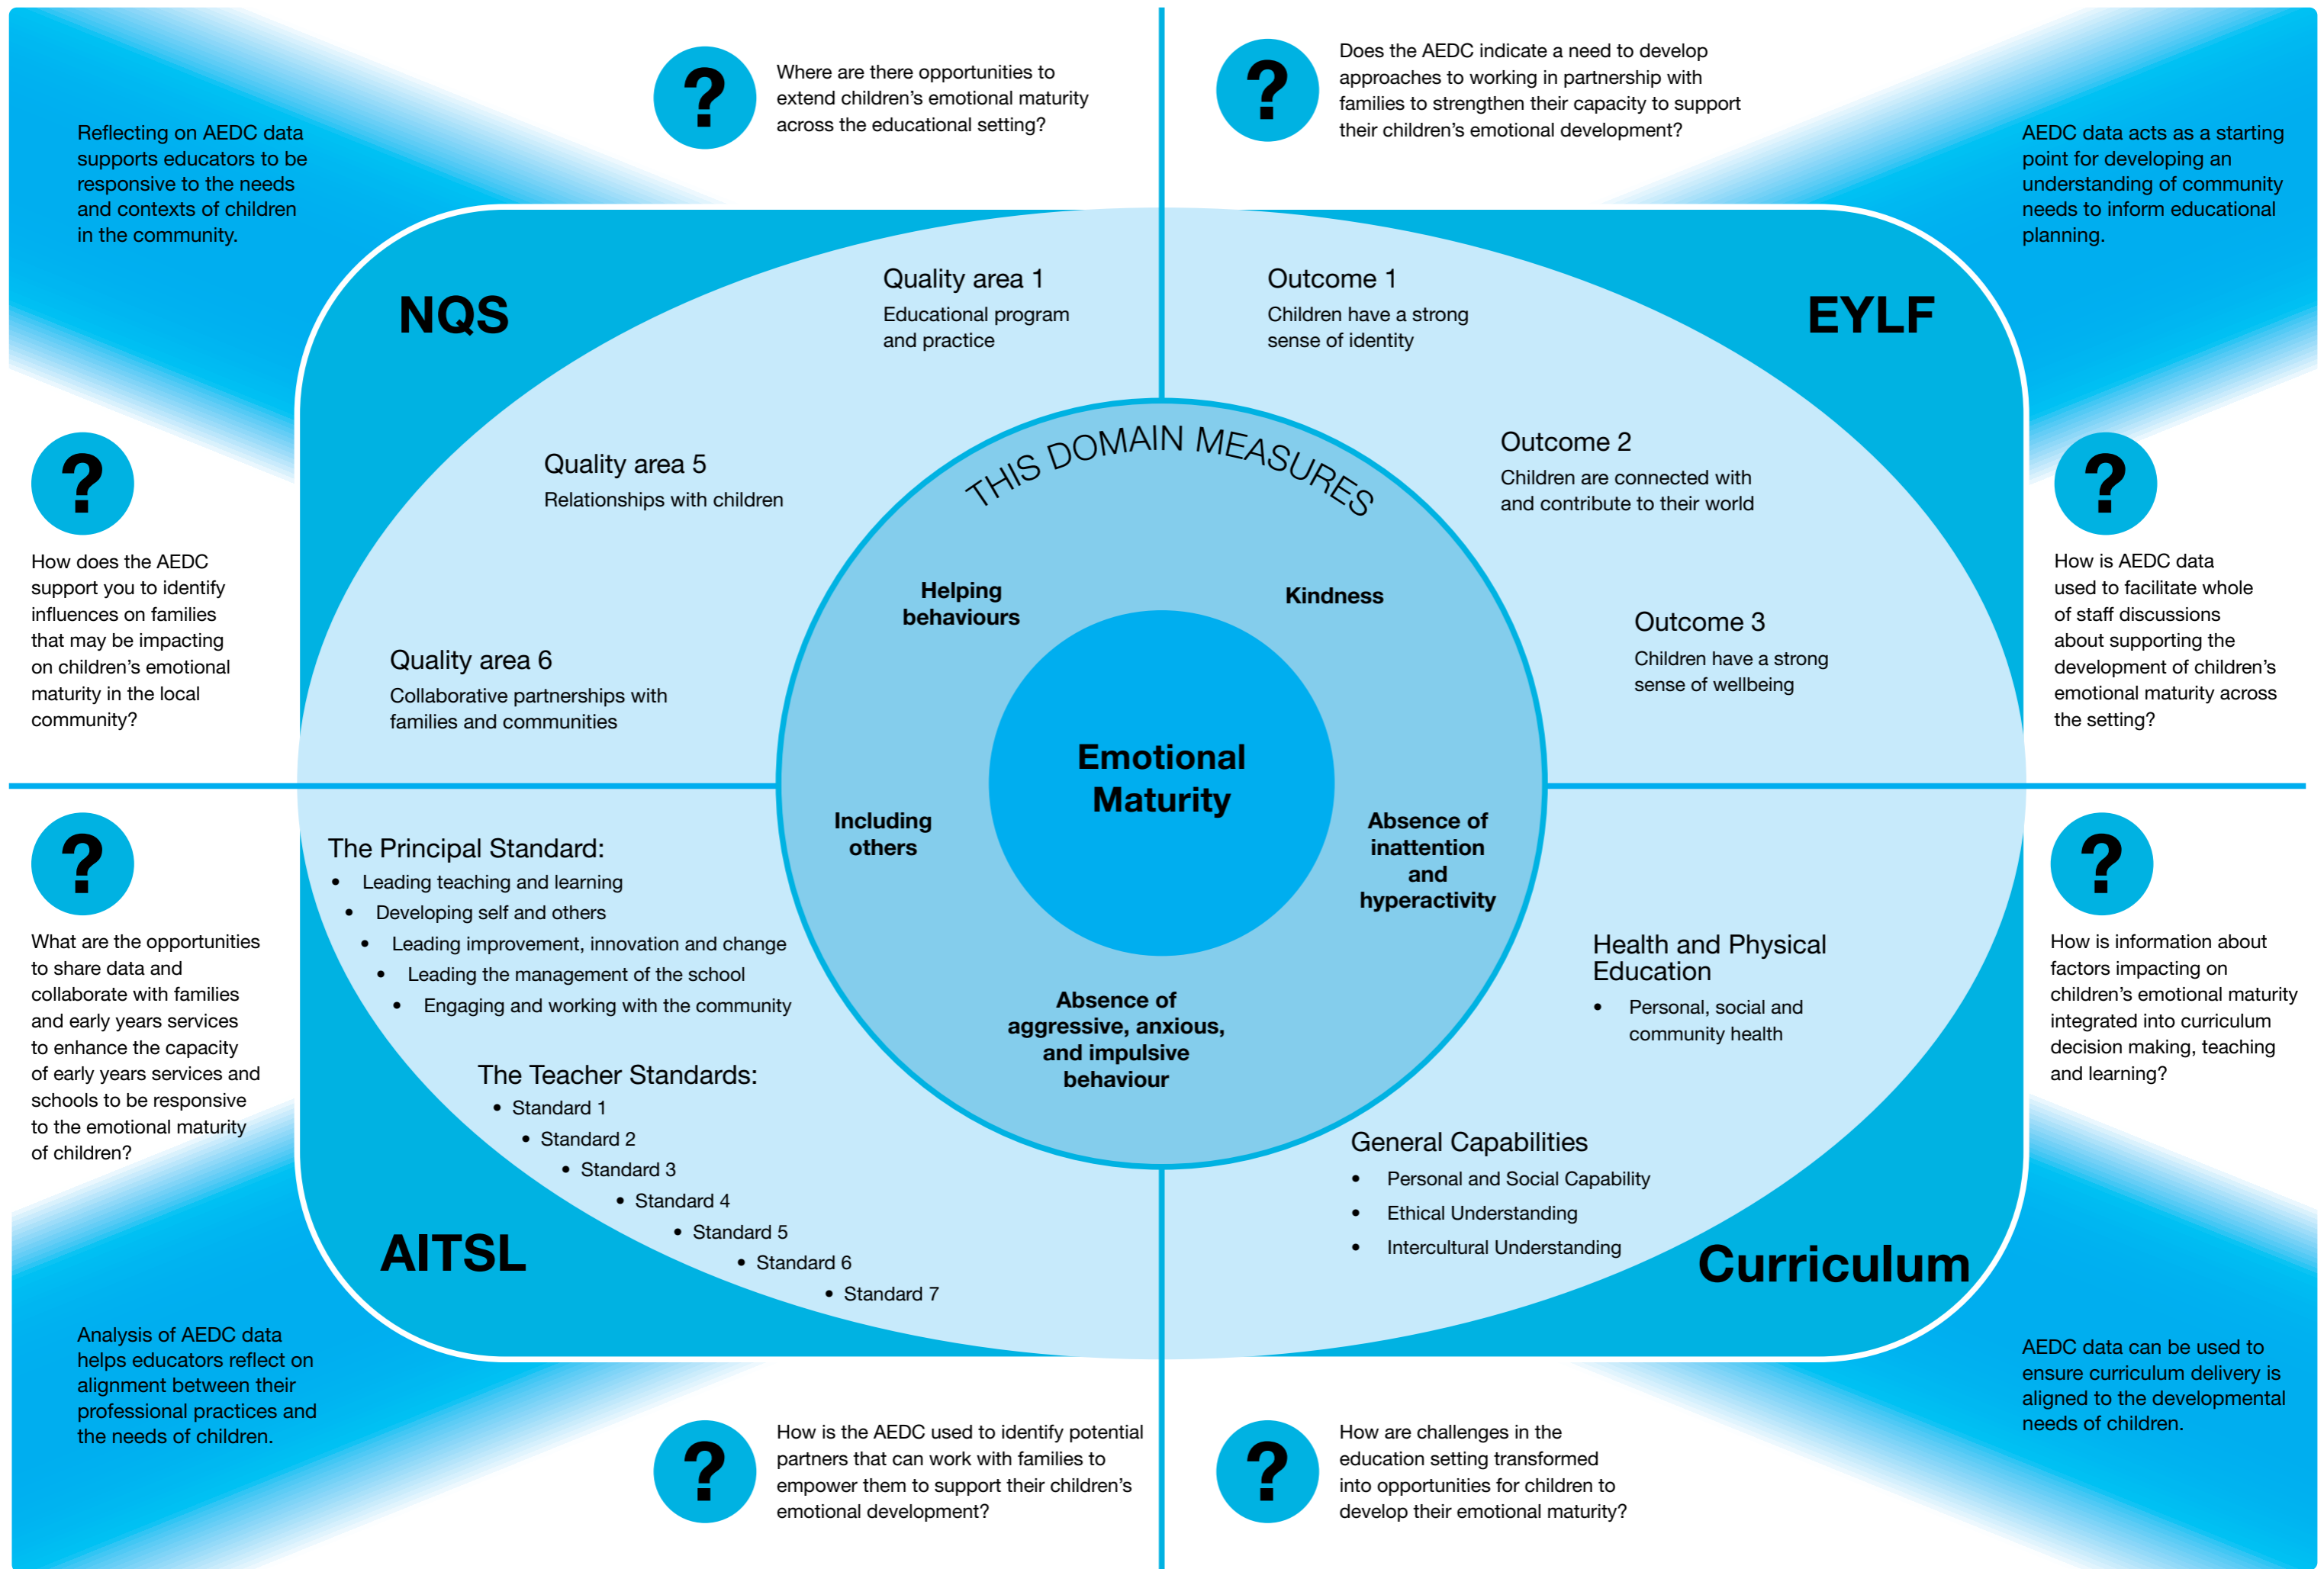 Where are there opportunities to
extend children’s emotional maturity
across the educational setting?
Does the AEDC indicate a need to develop
approaches to working in partnership with
families to strengthen their capacity to support
their children’s emotional development?
Reflecting on AEDC data
supports educators to be
responsive to the needs
and contexts of children
in the community.
AEDC data acts as a starting
point for developing an
understanding of community
needs to inform educational
planning.
NQS
Quality area 1
Educational program
and practice
Quality area 5
Relationships with children
Quality area 6
Collaborative partnerships with
families and communities
EYLF
Outcome 1
Children have a strong
sense of identity
Outcome 2
Children are connected with
and contribute to their world
Outcome 3
Children have a strong
sense of wellbeing
?
?
?
How does the AEDC
support you to identify
influences on families
that may be impacting
on children’s emotional
maturity in the local
community?
?
How is AEDC data
used to facilitate whole
of staff discussions
about supporting the
development of children’s
emotional maturity across
the setting?
THIS DOMAIN MEASURES
Helping
behaviours
Kindness
Emotional
Maturity
Including
others
Absence of
inattention
and
hyperactivity
Absence of
aggressive, anxious,
and impulsive
behaviour
?
What are the opportunities
to share data and
collaborate with families
and early years services
to enhance the capacity
of early years services and
schools to be responsive
to the emotional maturity
of children?
The Principal Standard:
• Leading teaching and learning
• Developing self and others
• Leading improvement, innovation and change
• Leading the management of the school
• Engaging and working with the community
The Teacher Standards:
• Standard 1
• Standard 2
• Standard 3
• Standard 4
• Standard 5
• Standard 6
• Standard 7
AITSL
Health and Physical
Education
• Personal, social and
community health
General Capabilities
• Personal and Social Capability
• Ethical Understanding
• Intercultural Understanding
Curriculum
?
How is information about
factors impacting on
children’s emotional maturity
integrated into curriculum
decision making, teaching
and learning?
Analysis of AEDC data
helps educators reflect on
alignment between their
professional practices and
the needs of children.
?
How is the AEDC used to identify potential
partners that can work with families to
empower them to support their children’s
emotional development?
?
How are challenges in the
education setting transformed
into opportunities for children to
develop their emotional maturity?
AEDC data can be used to
ensure curriculum delivery is
aligned to the developmental
needs of children.